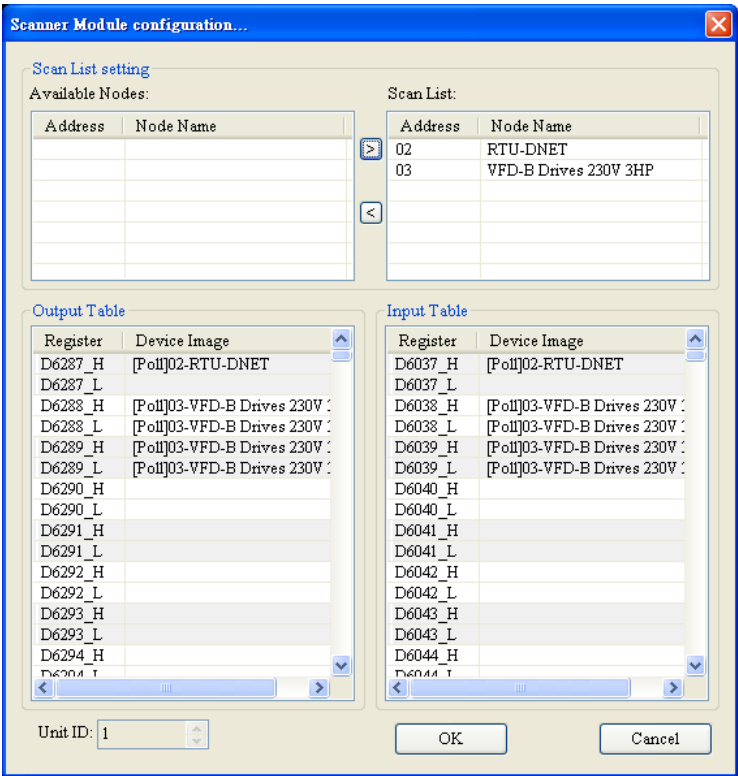 Scanner Module configuration...
Scan List setting
Available Nodes:
Scan List:
Address Node Name
Address Node Name
02 RTU-DNET
03 VFD-B Drives 230V 3HP
>
<
Output Table
Register Device Image
D6287_H [Poll]02-RTU-DNET
D6287_L
D6288_H [Poll]03-VFD-B Drives 230V
D6288_L [Poll]03-VFD-B Drives 230V
D6289_H [Poll]03-VFD-B Drives 230V
D6289_L [Poll]03-VFD-B Drives 230V
D6290_H
D6290_L
D6291_H
D6291_L
D6292_H
D6292_L
D6293_H
D6293_L
D6294_H
D6294_L
Input Table
Register Device Image
D6037_H [Poll]02-RTU-DNET
D6037_L
D6038_H [Poll]03-VFD-B Drives 230V
D6038_L [Poll]03-VFD-B Drives 230V
D6039_H [Poll]03-VFD-B Drives 230V
D6039_L [Poll]03-VFD-B Drives 230V
D6040_H
D6040_L
D6041_H
D6041_L
D6042_H
D6042_L
D6043_H
D6043_L
D6044_H
D6044_L
Unit ID: 1
OK
Cancel